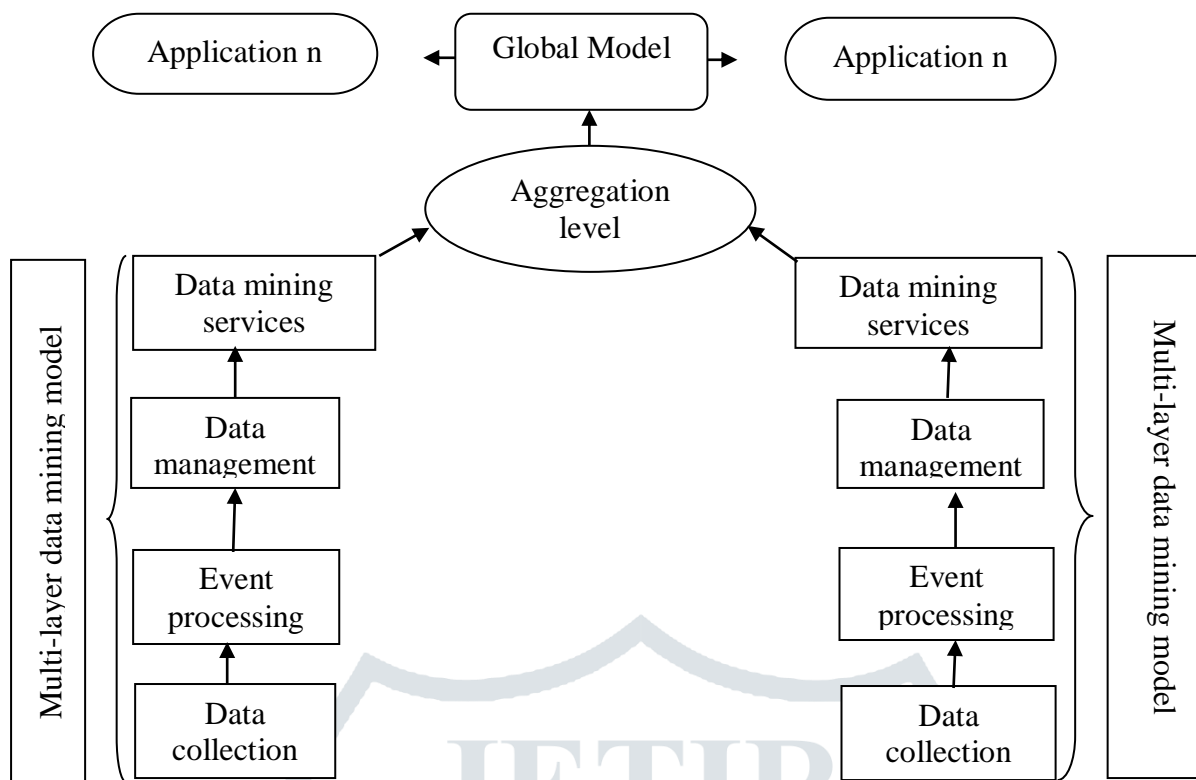 Application n
Global Model
Application n
Aggregation
level
Multi-layer data mining model
Data mining
services
Data
management
Event
processing
Data
collection
Data mining
services
Data
management
Event
processing
Data
collection
Multi-layer data mining model